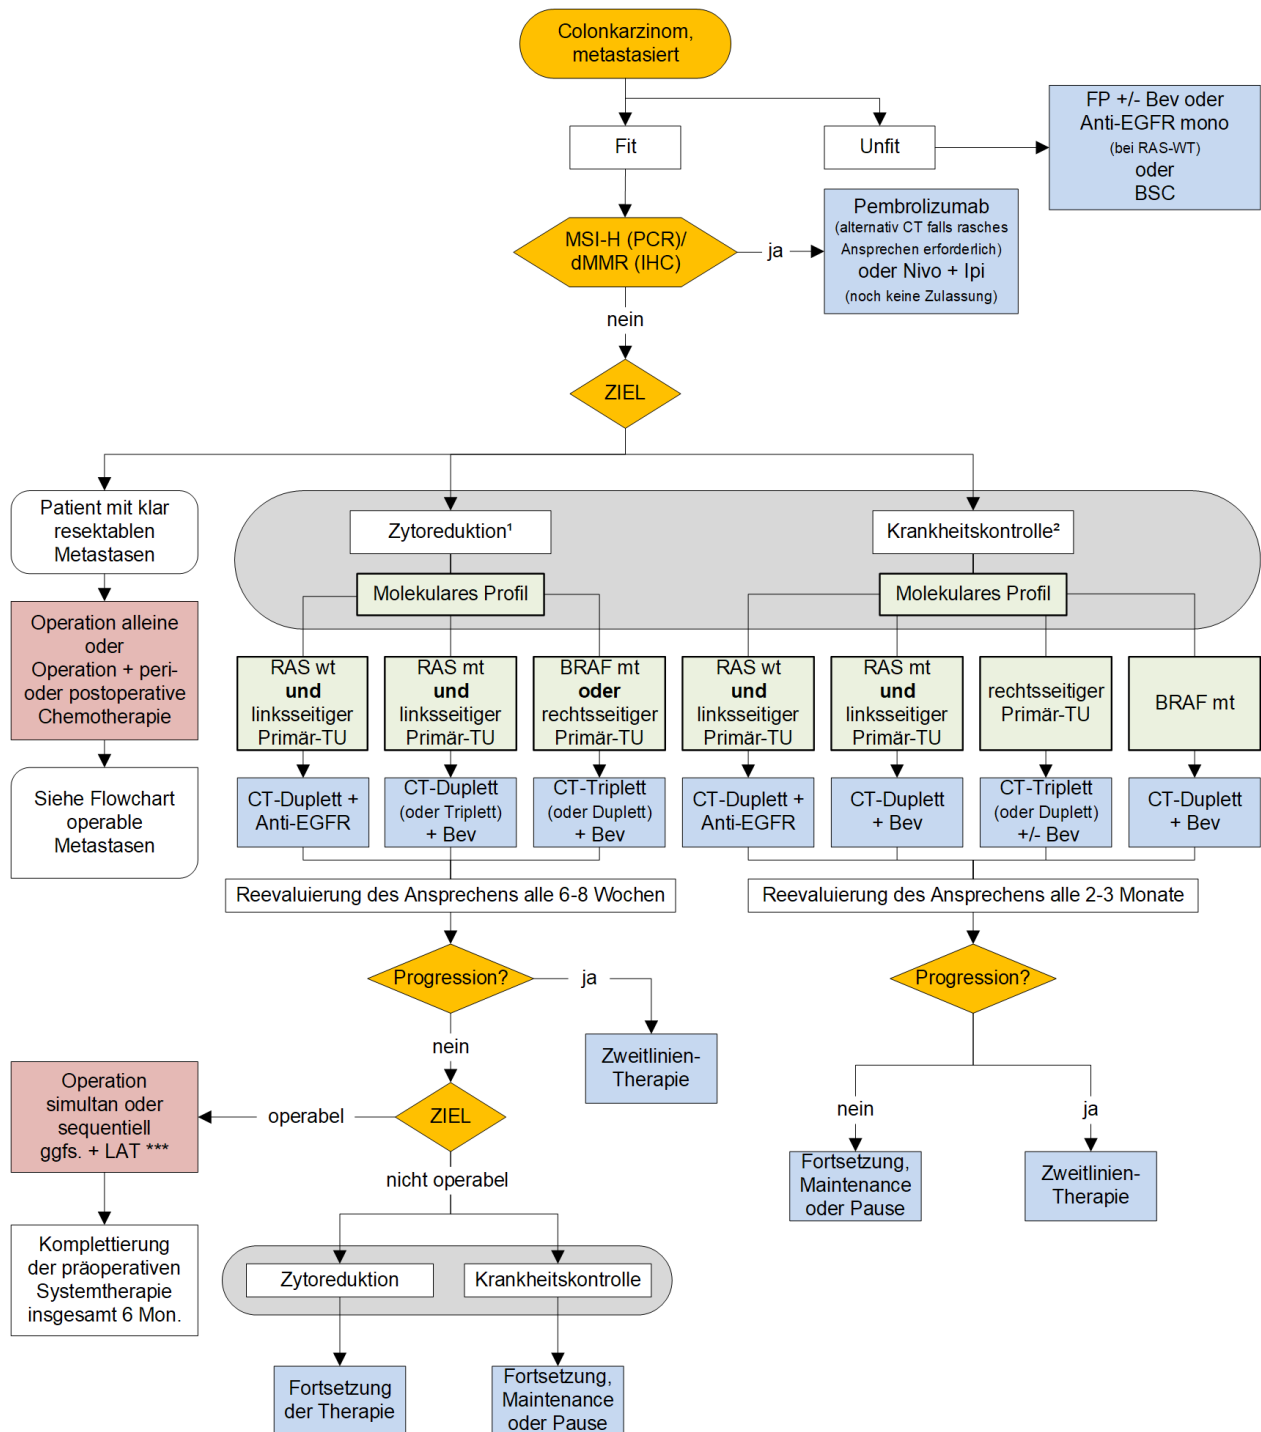 Colonkarzinom,
metastasiert
Fit
Unfit
FP +/- Bev oder
Anti-EGFR mono
(bei RAS-WT)
oder
BSC
MSI-H (PCR)/
dMMR (IHC)
ja
Pembrolizumab
(alternativ CT falls rasches
Ansprechen erforderlich)
oder Nivo + Ipi
(noch keine Zulassung)
nein
ZIEL
Patient mit klar
resektablen
Metastasen
Zytoreduktion¹
Krankheitskontrolle²
Molekulares Profil
Molekulares Profil
Operation alleine
oder
Operation + peri-
oder postoperative
Chemotherapie
RAS wt
und
linksseitiger
Primär-TU
RAS mt
und
linksseitiger
Primär-TU
BRAF mt
oder
rechtsseitiger
Primär-TU
RAS wt
und
linksseitiger
Primär-TU
RAS mt
und
linksseitiger
Primär-TU
rechtsseitiger
Primär-TU
BRAF mt
Siehe Flowchart
operable
Metastasen
CT-Duplett +
Anti-EGFR
CT-Duplett
(oder Triplett)
+ Bev
CT-Triplett
(oder Duplett)
+ Bev
CT-Duplett +
Anti-EGFR
CT-Duplett
+ Bev
CT-Triplett
(oder Duplett)
+/- Bev
CT-Duplett
+ Bev
Reevaluierung des Ansprechens alle 6-8 Wochen
Reevaluierung des Ansprechens alle 2-3 Monate
Progression?
ja
Progression?
nein
Zweitlinien-
Therapie
Operation
simultan oder
sequentiell
ggfs. + LAT ***
operabel
ZIEL
nein
ja
nicht operabel
Fortsetzung,
Maintenance
oder Pause
Zweitlinien-
Therapie
Komplettierung
der präoperativen
Systemtherapie
insgesamt 6 Mon.
Zytoreduktion
Krankheitskontrolle
Fortsetzung
der Therapie
Fortsetzung,
Maintenance
oder Pause